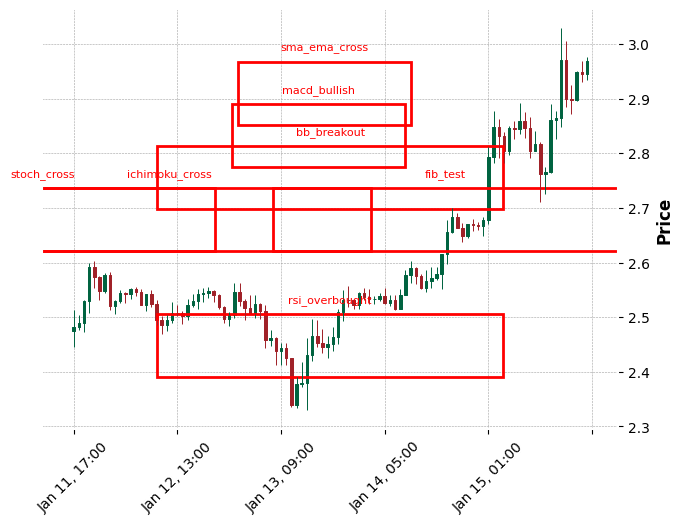 sma_ema_cross
macd_bullish
bb_breakout
stoch_cross
ichimoku_cross
fib_test
rsi_overbought
3.0
2.9
2.8
2.7
2.6
2.5
2.4
2.3
Price
Jan 11, 17:00
Jan 12, 13:00
Jan 13, 09:00
Jan 14, 05:00
Jan 15, 01:00